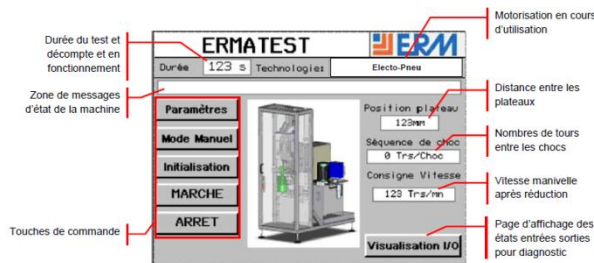 Motorisation en cours
d'utilisation
Durée du test et
décompte et en
fonctionnement
ERMATEST
ERM
Durée 123 s Technologie: Electo-Pneu
Zone de messages
d'état de la machine
Distance entre les
plateaux
Paramètres
Mode Manuel
Initialisation
MARCHE
ARRET
Position plateau
123mm
Séquence de choc
0 Trs/Choc
Consigne Vitesse
123 Trs/mn
Nombres de tours
entre les chocs
Vitesse manivelle
après réduction
Touches de commande
Visualisation I/O
Page d'affichage des
états entrées sorties
pour diagnostic